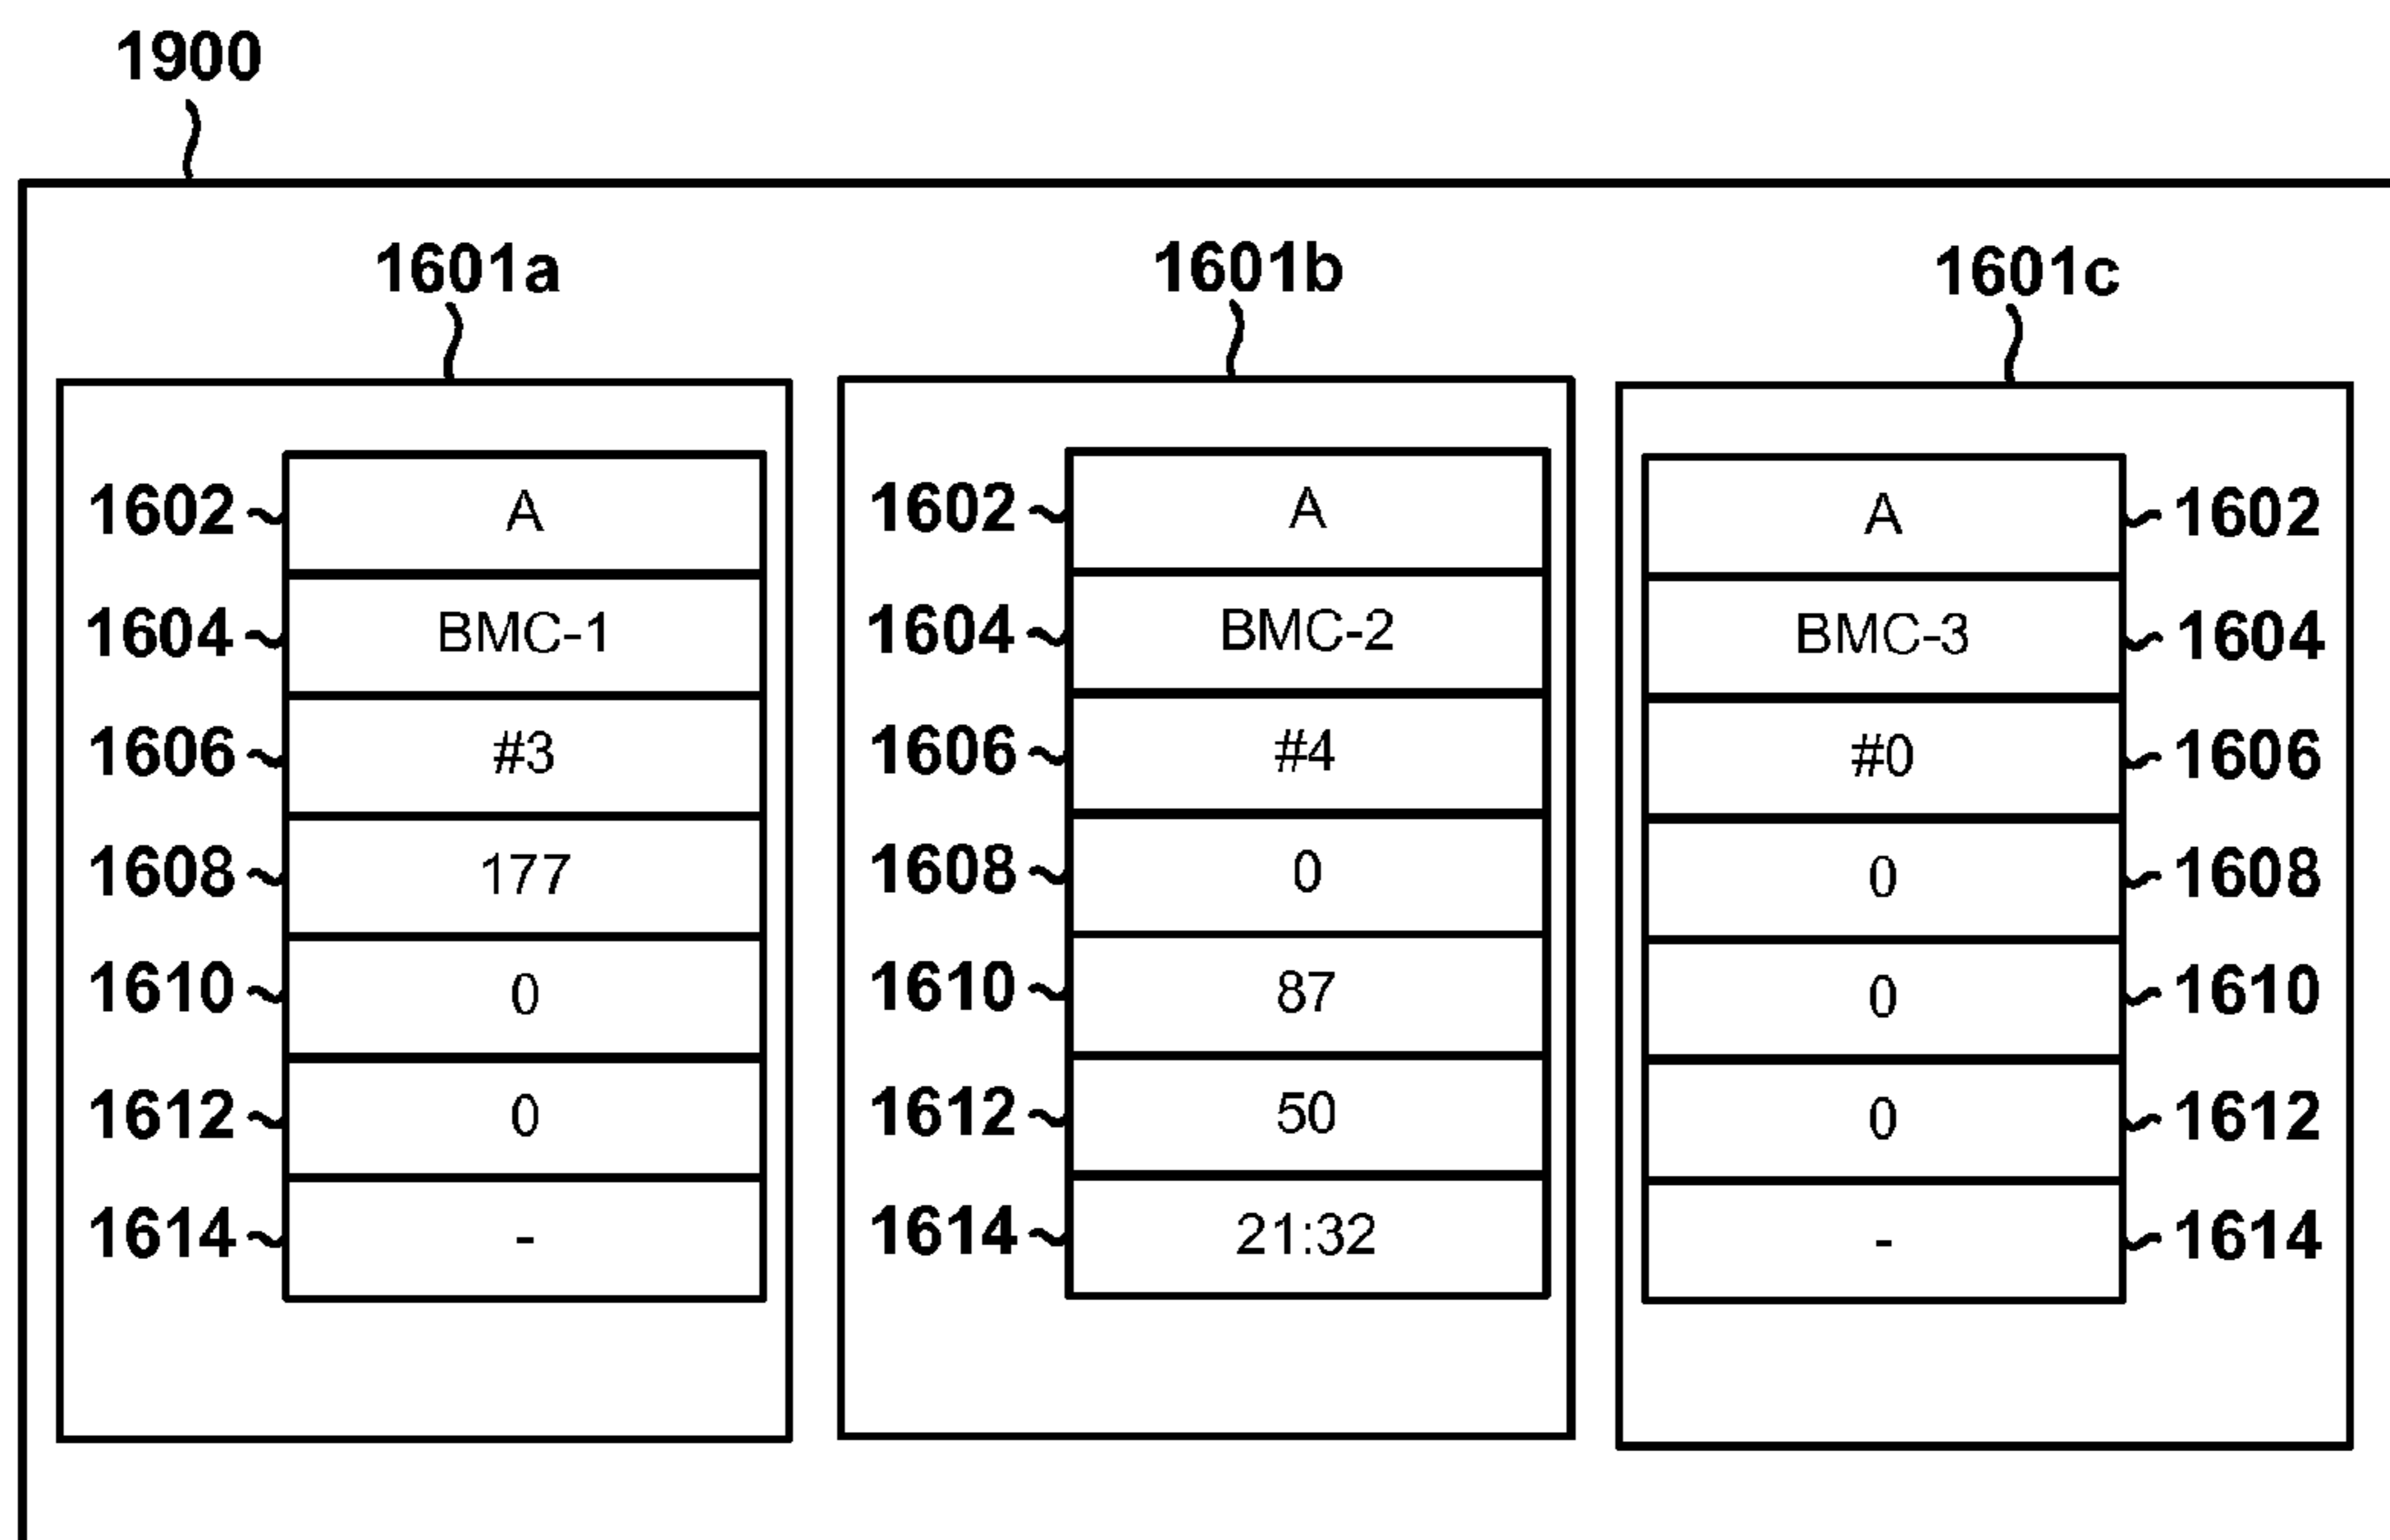 1900
1601a 1601b 1601c
1602 A 1602 A A 1602
1604 BMC-1 1604 BMC-2 BMC-3 1604
1606 #3 1606 #4 #0 1606
1608 177 1608 0 0 1608
1610 0 1610 87 0 1610
1612 0 1612 50 0 1612
1614 - 1614 21:32 - 1614